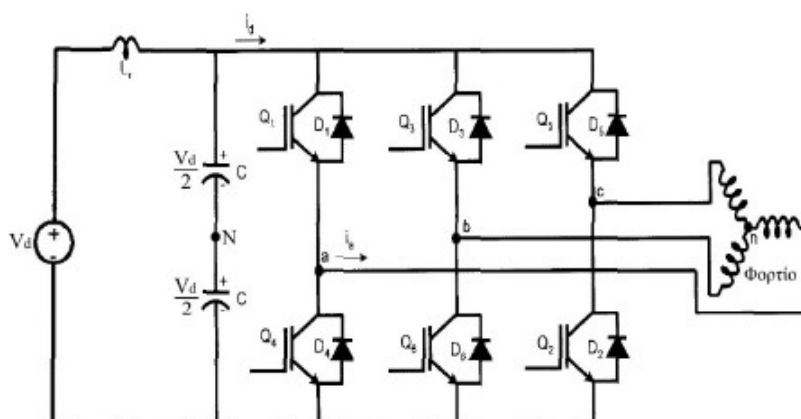 i_d
L_r
Q_1
D_1
Q_3
D_3
Q_5
D_5
V_d/2
+
-
C
c
V_d
+
-
N
b
n
i_a
a
Φορτίο
V_d/2
+
-
C
Q_4
D_4
Q_6
D_6
Q_2
D_2